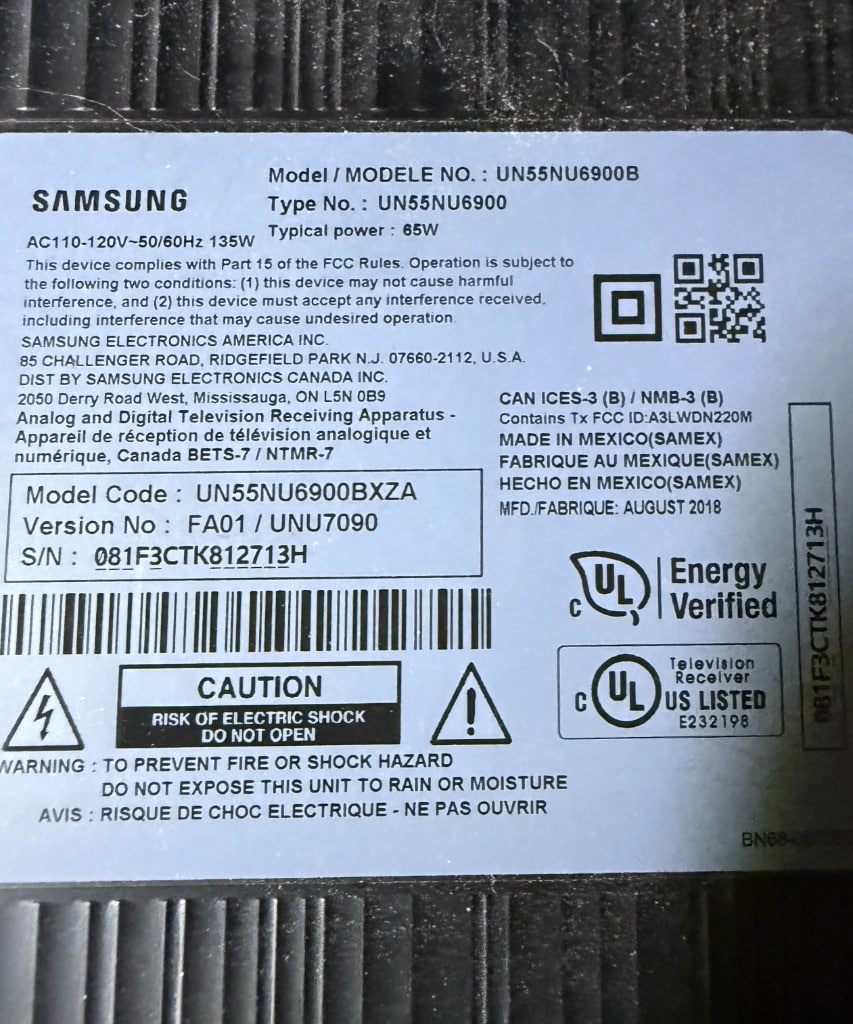 SAMSUNG
Model / MODELE NO. : UN55NU6900B
Type No. : UN55NU6900
Typical power : 65W
AC110-120V~50/60Hz 135W
This device complies with Part 15 of the FCC Rules. Operation is subject to
the following two conditions: (1) this device may not cause harmful
interference, and (2) this device must accept any interference received,
including interference that may cause undesired operation.
SAMSUNG ELECTRONICS AMERICA INC.
85 CHALLENGER ROAD, RIDGEFIELD PARK N.J. 07660-2112, U.S.A.
DIST BY SAMSUNG ELECTRONICS CANADA INC.
2050 Derry Road West, Mississauga, ON L5N 0B9
Analog and Digital Television Receiving Apparatus -
Appareil de réception de télévision analogique et
numérique, Canada BETS-7 / NTMR-7
CAN ICES-3 (B) / NMB-3 (B)
Contains Tx FCC ID:A3LWDN220M
MADE IN MEXICO(SAMEX)
FABRIQUE AU MEXIQUE(SAMEX)
HECHO EN MEXICO(SAMEX)
MFD./FABRIQUE: AUGUST 2018
Model Code : UN55NU6900BXZA
Version No : FA01 / UNU7090
S/N : 081F3CTK812713H
081F3CTK812713H
C UL Energy
Verified
C UL Television
Receiver
US LISTED
E232198
CAUTION
RISK OF ELECTRIC SHOCK
DO NOT OPEN
WARNING : TO PREVENT FIRE OR SHOCK HAZARD
DO NOT EXPOSE THIS UNIT TO RAIN OR MOISTURE
AVIS : RISQUE DE CHOC ELECTRIQUE - NE PAS OUVRIR